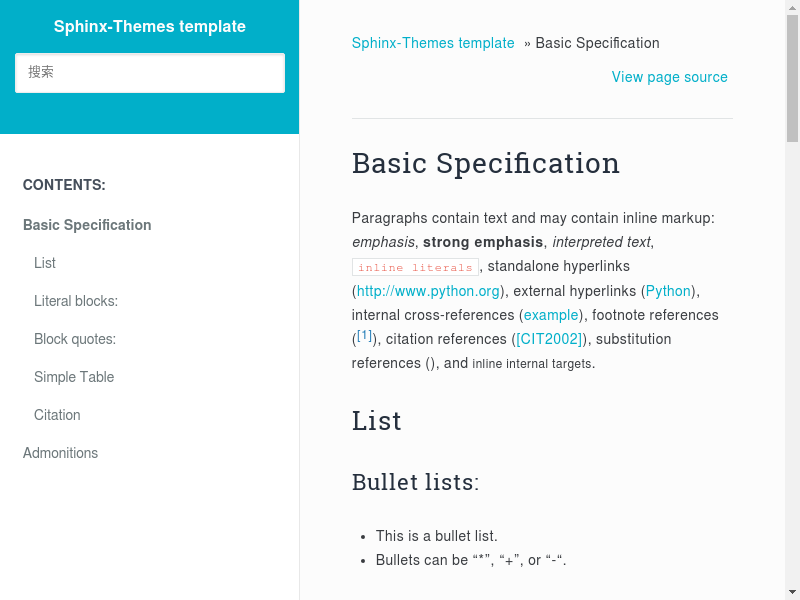 Sphinx-Themes template
搜索
CONTENTS:
Basic Specification
List
Literal blocks:
Block quotes:
Simple Table
Citation
Admonitions
Sphinx-Themes template » Basic Specification
View page source
Basic Specification
Paragraphs contain text and may contain inline markup:
emphasis, strong emphasis, interpreted text,
inline literals, standalone hyperlinks
(http://www.python.org), external hyperlinks (Python),
internal cross-references (example), footnote references
([1]), citation references ([CIT2002]), substitution
references (), and inline internal targets.
List
Bullet lists:
• This is a bullet list.
• Bullets can be “*”, “+”, or “-“.